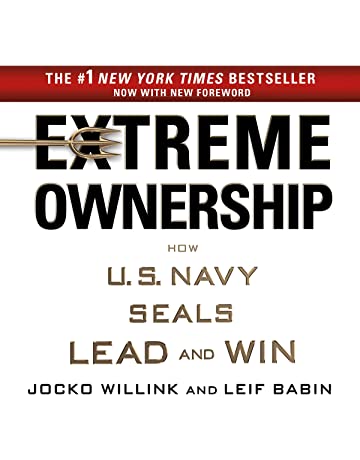 THE #1 NEW YORK TIMES BESTSELLER
NOW WITH NEW FOREWORD
EXTREME
OWNERSHIP
HOW
U.S. NAVY
SEALS
LEAD AND WIN
JOCKO WILLINK AND LEIF BABIN